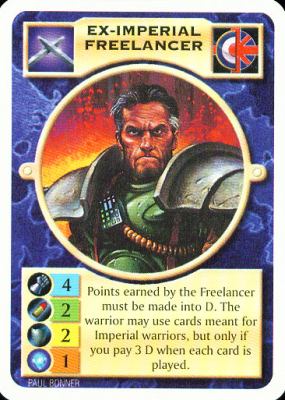 EX-IMPERIAL
FREELANCER
4
2
2
1
Points earned by the Freelancer
must be made into D. The
warrior may use cards meant for
Imperial warriors, but only if
you pay 3 D when each card is
played.
PAUL BONNER